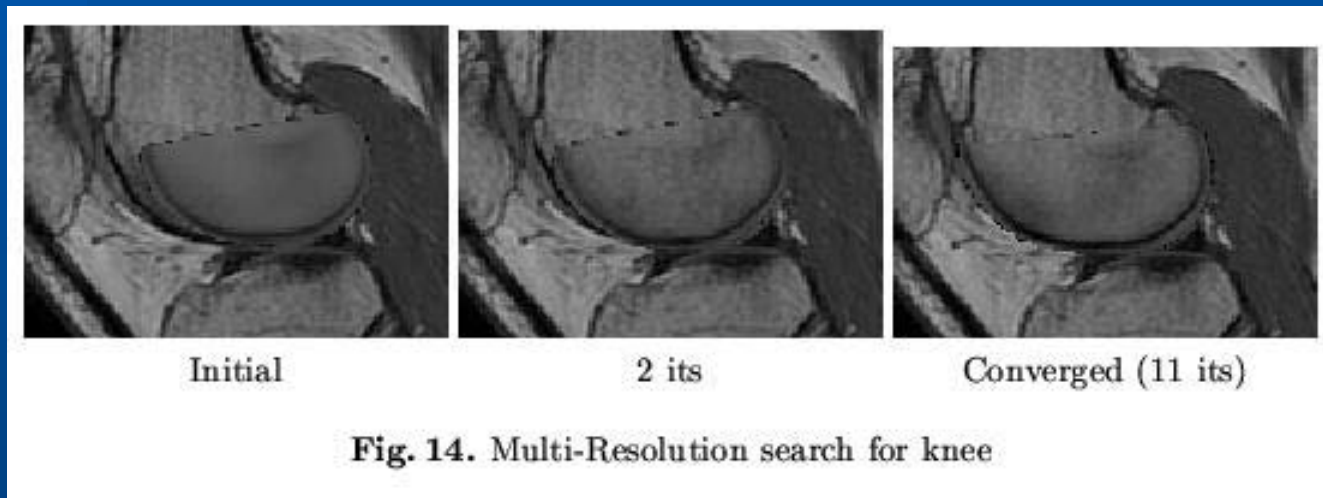 Initial
2 its
Converged (11 its)
Fig. 14. Multi-Resolution search for knee